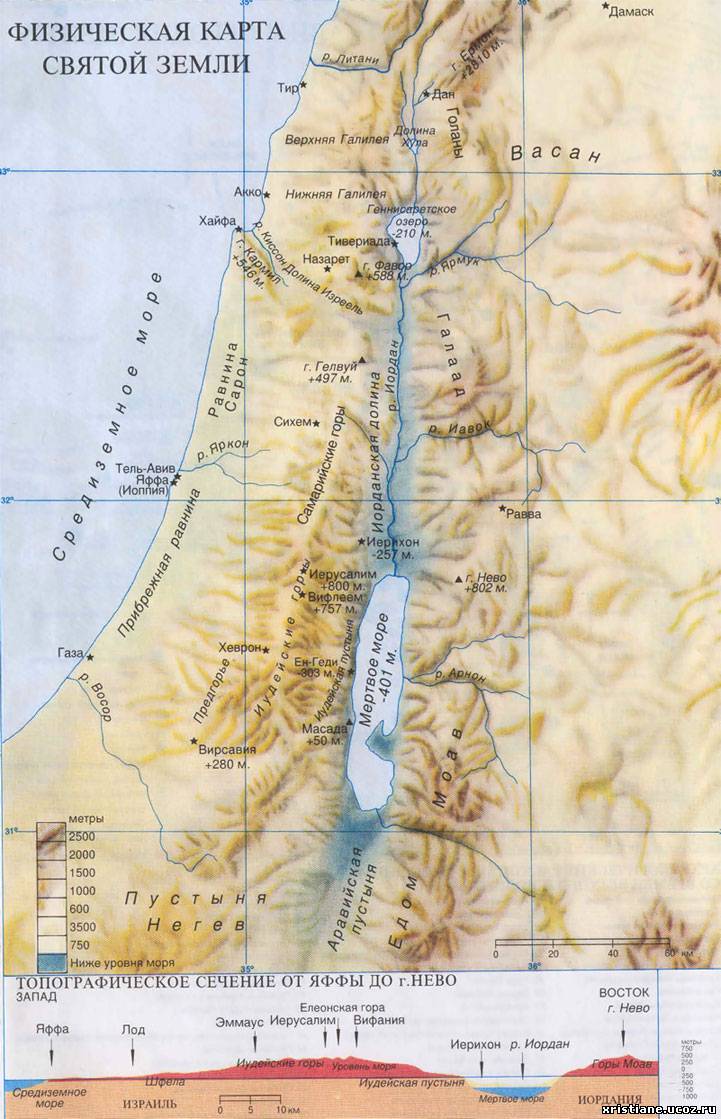 ФИЗИЧЕСКАЯ КАРТА
СВЯТОЙ ЗЕМЛИ
35°
36°
Дамаск
р. Литани
г. Ермон
+2810 м.
Тир
Дан
Голаны
Верхняя Галилея
Долина
Хула
Васан
33°
Акко
Нижняя Галилея
Геннисаретское
озеро
-210 м.
Хайфа
р. Киссон
Тивериада
г. Кармил
+546 м.
Назарет
г. Фавор
+588 м.
р. Ярмук
Долина Изреель
Средиземное море
Равнина
Сарон
Галаад
г. Гелвуй
+497 м.
р. Иордан
Иорданская долина
Сихем
Самарийские горы
р. Иавок
р. Яркон
Тель-Авив
Яффа
(Иоппия)
32°
Равва
Прибрежная равнина
Иерихон
-257 м.
Иерусалим
+800 м.
Вифлеем
+757 м.
г. Нево
+802 м.
Иудейские горы
Газа
Хеврон
Предгорье
Ен-Геди
-303 м.
Иудейская пустыня
Мертвое море
-401 м.
р. Арнон
р. Восор
Масада
+50 м.
Вирсавия
+280 м.
Моав
31°
метры
2500
2000
1500
1000
600
3500
750
Ниже уровня моря
Пустыня
Негев
Аравийская
пустыня
Едом
0
20
40
60 км
35°
36°
ТОПОГРАФИЧЕСКОЕ СЕЧЕНИЕ ОТ ЯФФЫ ДО г.НЕВО
ЗАПАД
ВОСТОК
г. Нево
Яффа
Лод
Эммаус
Иерусалим
Елеонская гора
Вифания
Иерихон
р. Иордан
метры
750
500
250
0
250
500
750
1000
Иудейские горы
Уровень моря
Горы Моав
Средиземное
море
Шфела
Иудейская пустыня
Мертвое море
ИЗРАИЛЬ
ИОРДАНИЯ
0
5
10 км
xristiane.ucoz.ru